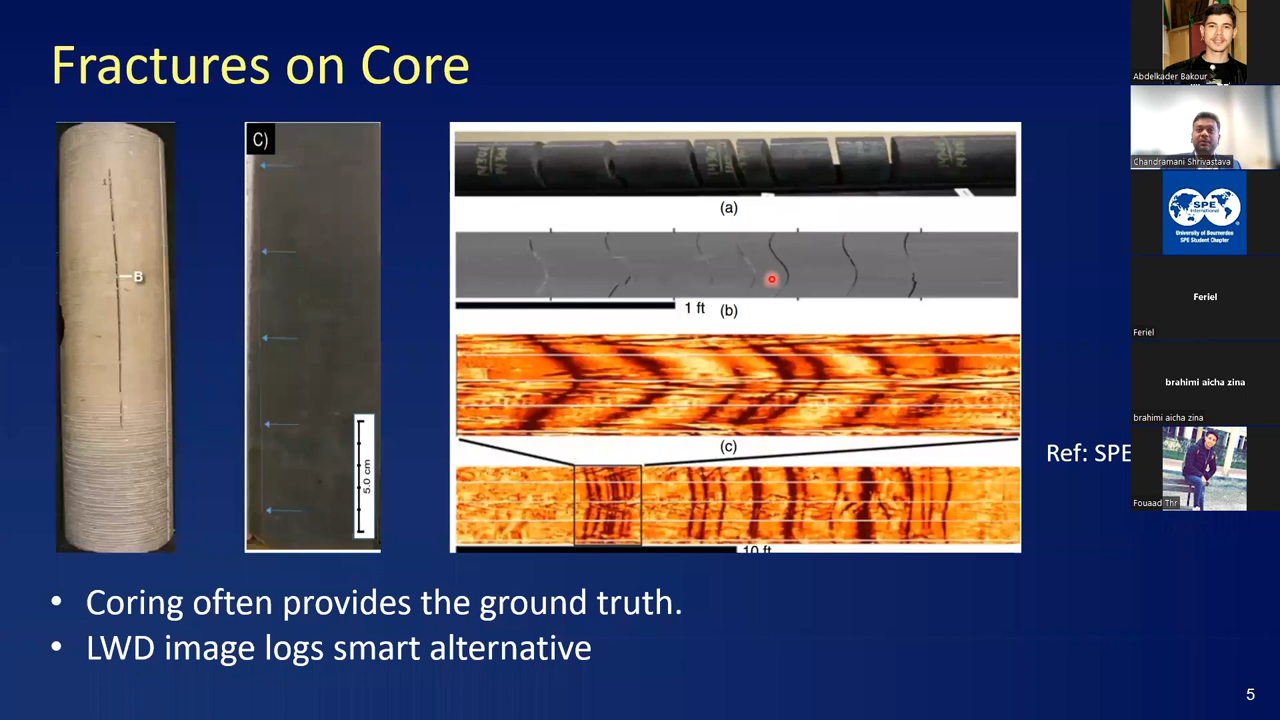 Fractures on Core
B
C)
5.0 cm
(a)
1 ft
(b)
(c)
10 ft
Ref: SPE
• Coring often provides the ground truth.
• LWD image logs smart alternative
5
Abdelkader Bakour
Chandramani Shrivastava
SPE
International
University of Boumerdes
SPE Student Chapter
Feriel
Feriel
brahimi aicha zina
brahimi aicha zina
Fouaad Thr